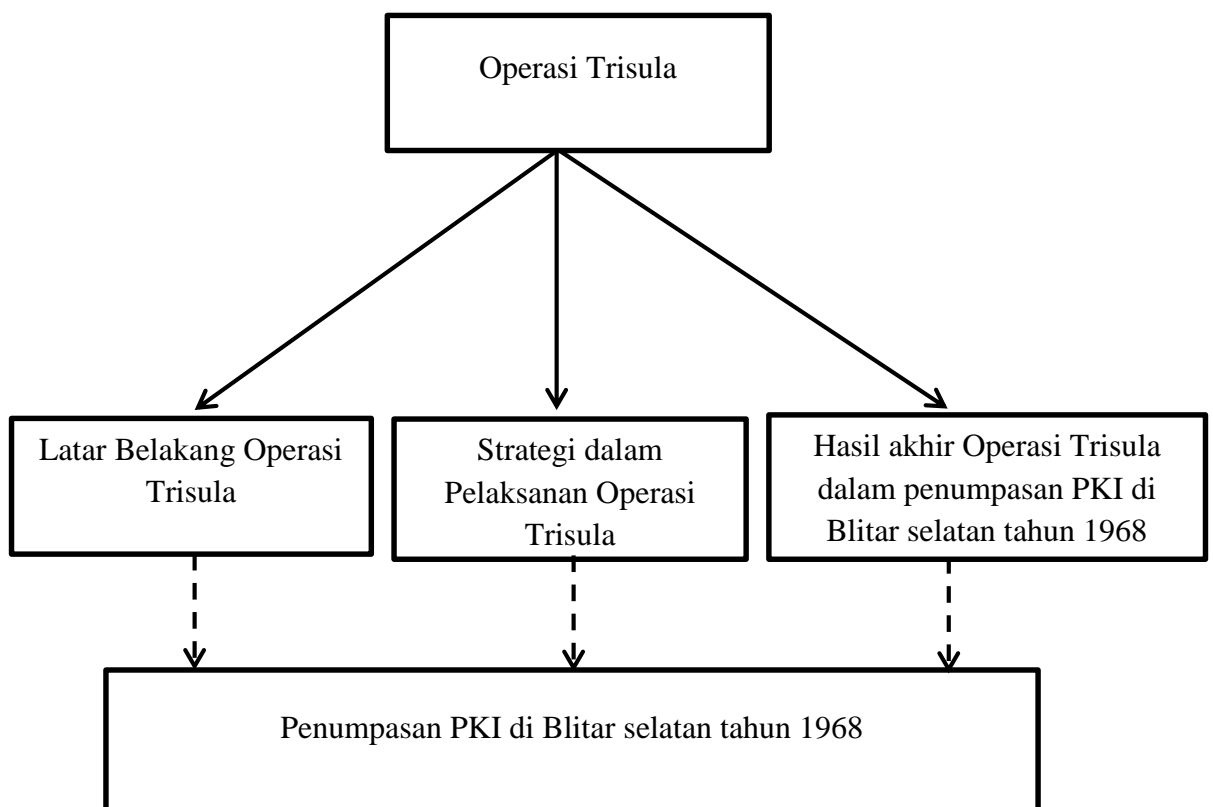 Operasi Trisula
Latar Belakang Operasi
Trisula
Strategi dalam
Pelaksanan Operasi
Trisula
Hasil akhir Operasi Trisula
dalam penumpasan PKI di
Blitar selatan tahun 1968
Penumpasan PKI di Blitar selatan tahun 1968